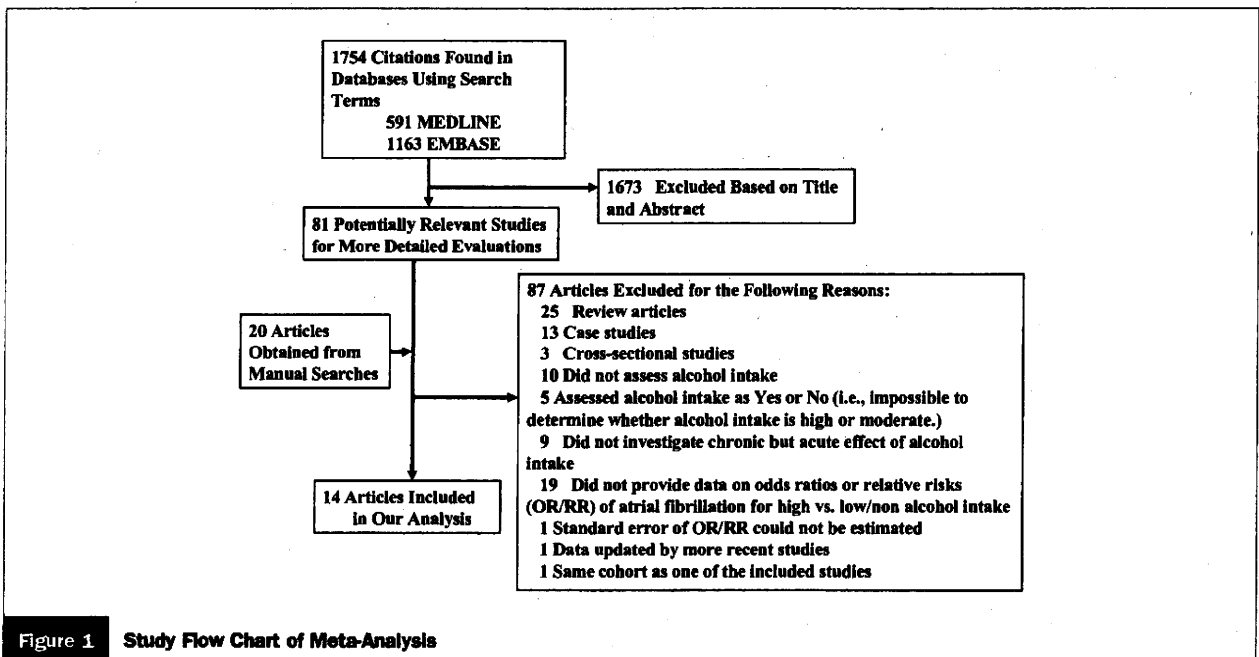 1754 Citations Found in
Databases Using Search
Terms
591 MEDLINE
1163 EMBASE
1673 Excluded Based on Title
and Abstract
81 Potentially Relevant Studies
for More Detailed Evaluations
20 Articles
Obtained from
Manual Searches
87 Articles Excluded for the Following Reasons:
25 Review articles
13 Case studies
3 Cross-sectional studies
10 Did not assess alcohol intake
5 Assessed alcohol intake as Yes or No (i.e., impossible to
determine whether alcohol intake is high or moderate.)
9 Did not investigate chronic but acute effect of alcohol
intake
19 Did not provide data on odds ratios or relative risks
(OR/RR) of atrial fibrillation for high vs. low/non alcohol intake
1 Standard error of OR/RR could not be estimated
1 Data updated by more recent studies
1 Same cohort as one of the included studies
14 Articles Included
in Our Analysis
Figure 1 Study Flow Chart of Meta-Analysis